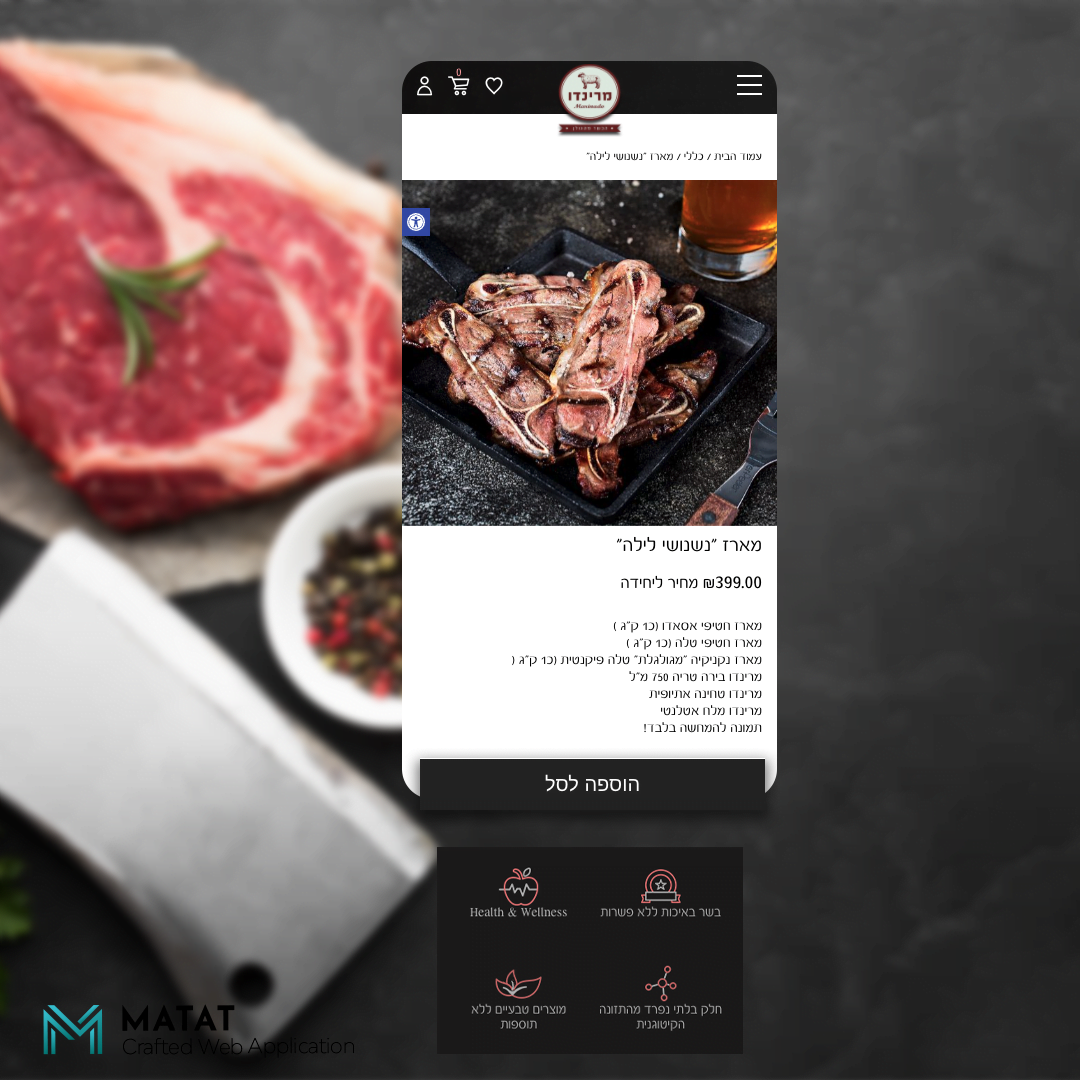 0
מרינדו
Marinado
עמוד הבית / כללי / מארז "נשנושי לילה"
מארז "נשנושי לילה"
₪399.00 מחיר ליחידה
מארז חטיפי אסאדו (כ1 ק"ג )
מארז חטיפי טלה (כ1 ק"ג )
מארז נקניקיה "מגולגלת" טלה פיקנטית (כ1 ק"ג (
מרינדו בירה טריה 750 מ"ל
מרינדו טחינה אתיופית
מרינדו מלח אטלנטי
תמונה להמחשה בלבד!
הוספה לסל
בשר באיכות ללא פשרות
Health & Wellness
חלק בלתי נפרד מהתזונה
הקיטוגנית
מוצרים טבעיים ללא
תוספות
MATAT
Crafted Web Application